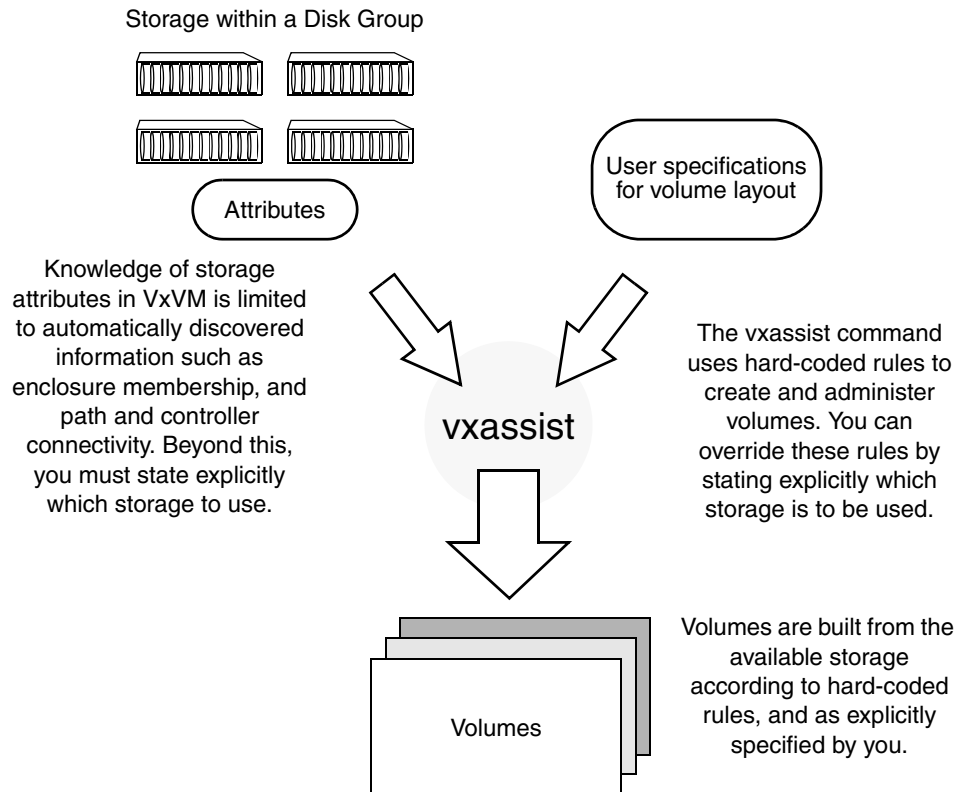 Storage within a Disk Group
Attributes
User specifications
for volume layout
Knowledge of storage
attributes in VxVM is limited
to automatically discovered
information such as
enclosure membership, and
path and controller
connectivity. Beyond this,
you must state explicitly
which storage to use.
The vxassist command
uses hard-coded rules to
create and administer
volumes. You can
override these rules by
stating explicitly which
storage is to be used.
vxassist
Volumes
Volumes are built from the
available storage
according to hard-coded
rules, and as explicitly
specified by you.